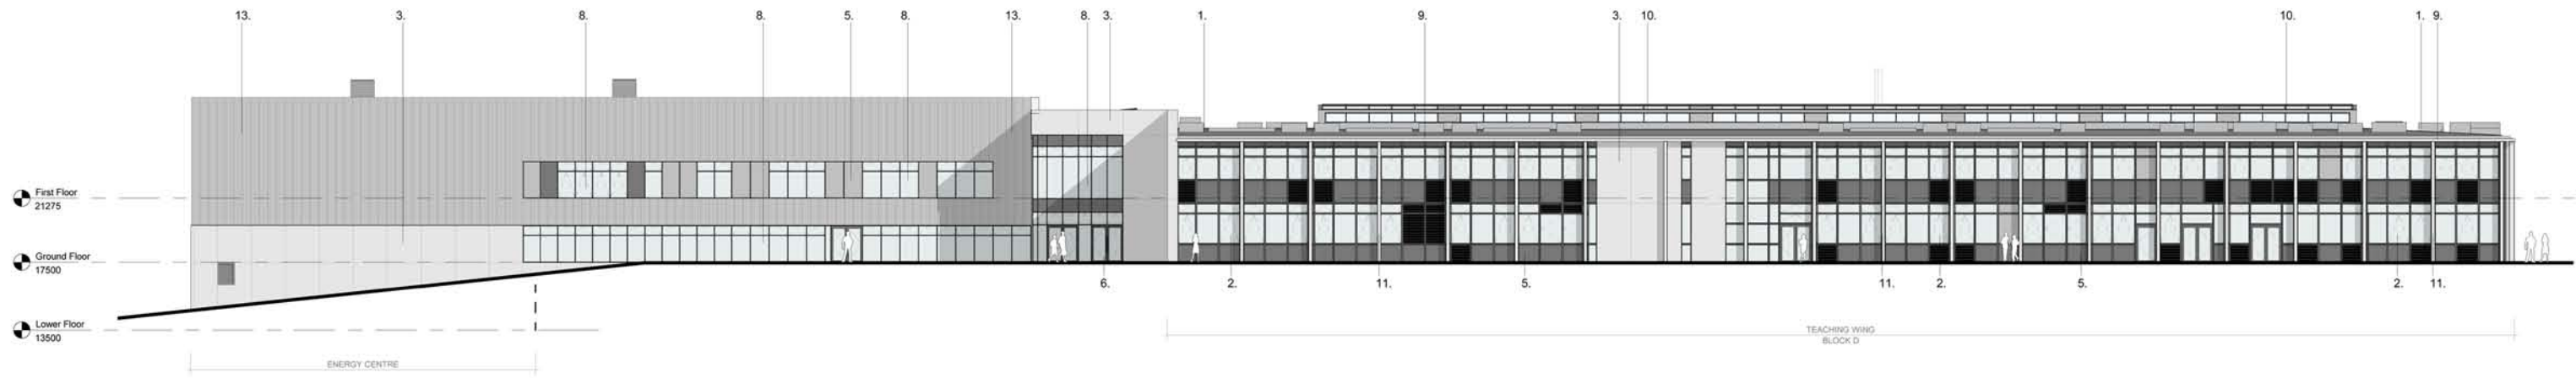 13. 3. 8. 8. 5. 8. 13. 8. 3. 1. 9. 3. 10. 10. 1. 9.
First Floor
21275
Ground Floor
17500
6. 2. 11. 5. 11. 2. 5. 2. 11.
Lower Floor
13500
TEACHING WING
BLOCK D
ENERGY CENTRE